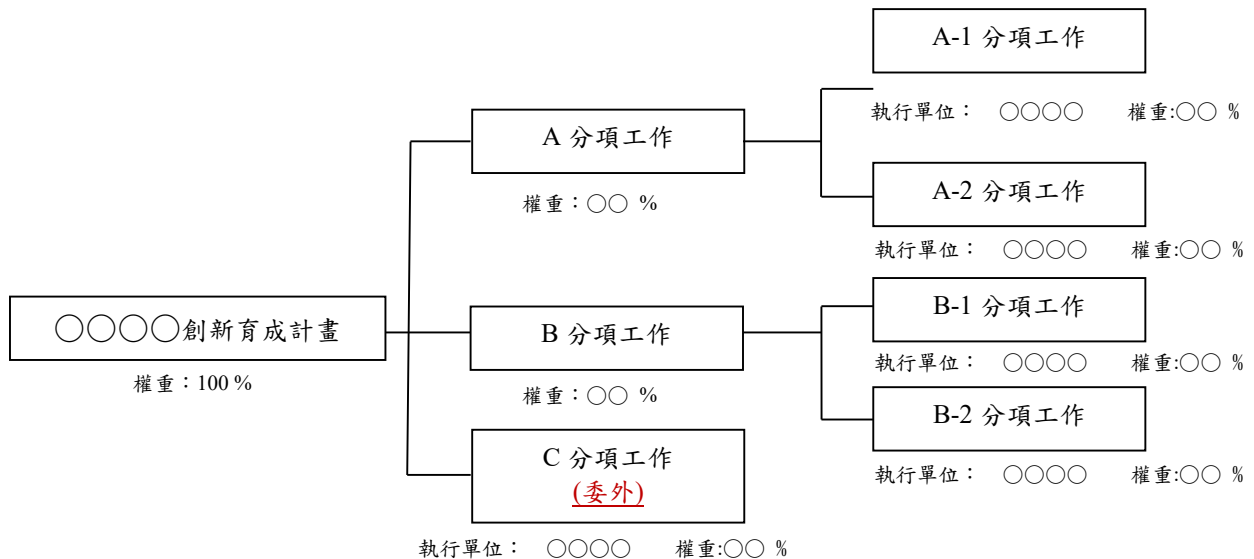 ○○○○創新育成計畫
權重：100 %
A 分項工作
權重：○○ %
A-1 分項工作
執行單位： ○○○○ 權重:○○ %
A-2 分項工作
執行單位： ○○○○ 權重:○○ %
B 分項工作
權重：○○ %
B-1 分項工作
執行單位： ○○○○ 權重:○○ %
B-2 分項工作
執行單位： ○○○○ 權重:○○ %
C 分項工作
(委外)
執行單位： ○○○○ 權重:○○ %